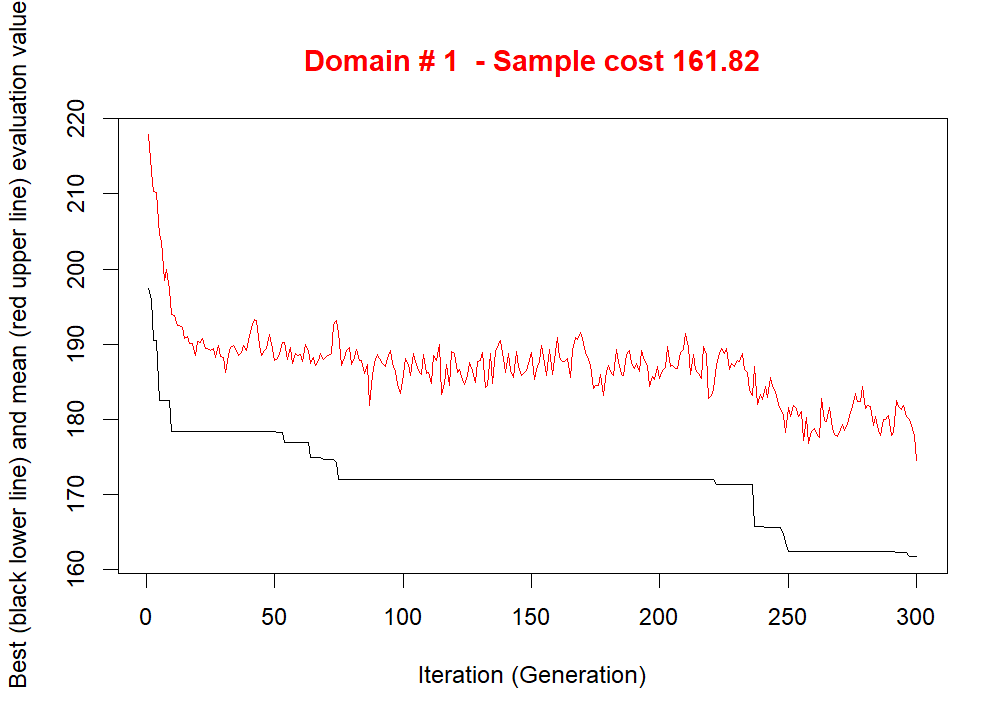 Domain # 1  - Sample cost 161.82
Best (black lower line) and mean (red upper line) evaluation value
220
210
200
190
180
170
160
0 50 100 150 200 250 300
Iteration (Generation)